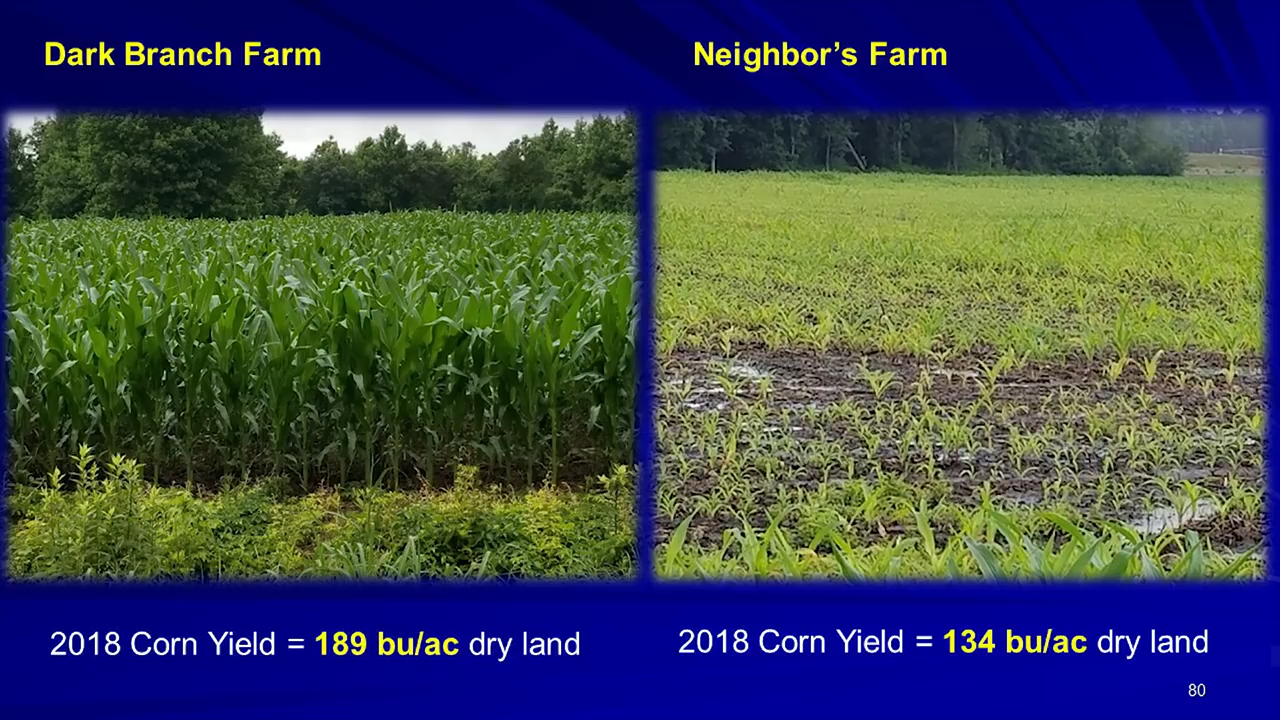 Dark Branch Farm
Neighbor’s Farm
2018 Corn Yield = 189 bu/ac dry land
2018 Corn Yield = 134 bu/ac dry land
80